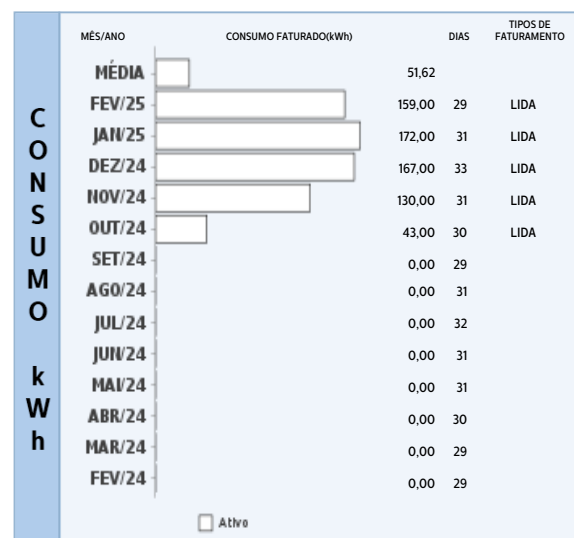 MÊS/ANO CONSUMO FATURADO(kWh) DIAS TIPOS DE FATURAMENTO
MÉDIA 51,62
FEV/25 159,00 29 LIDA
JAN/25 172,00 31 LIDA
DEZ/24 167,00 33 LIDA
NOV/24 130,00 31 LIDA
OUT/24 43,00 30 LIDA
SET/24 0,00 29
AGO/24 0,00 31
JUL/24 0,00 32
JUN/24 0,00 31
MAI/24 0,00 31
ABR/24 0,00 30
MAR/24 0,00 29
FEV/24 0,00 29
Ativo
CONSUMO kWh